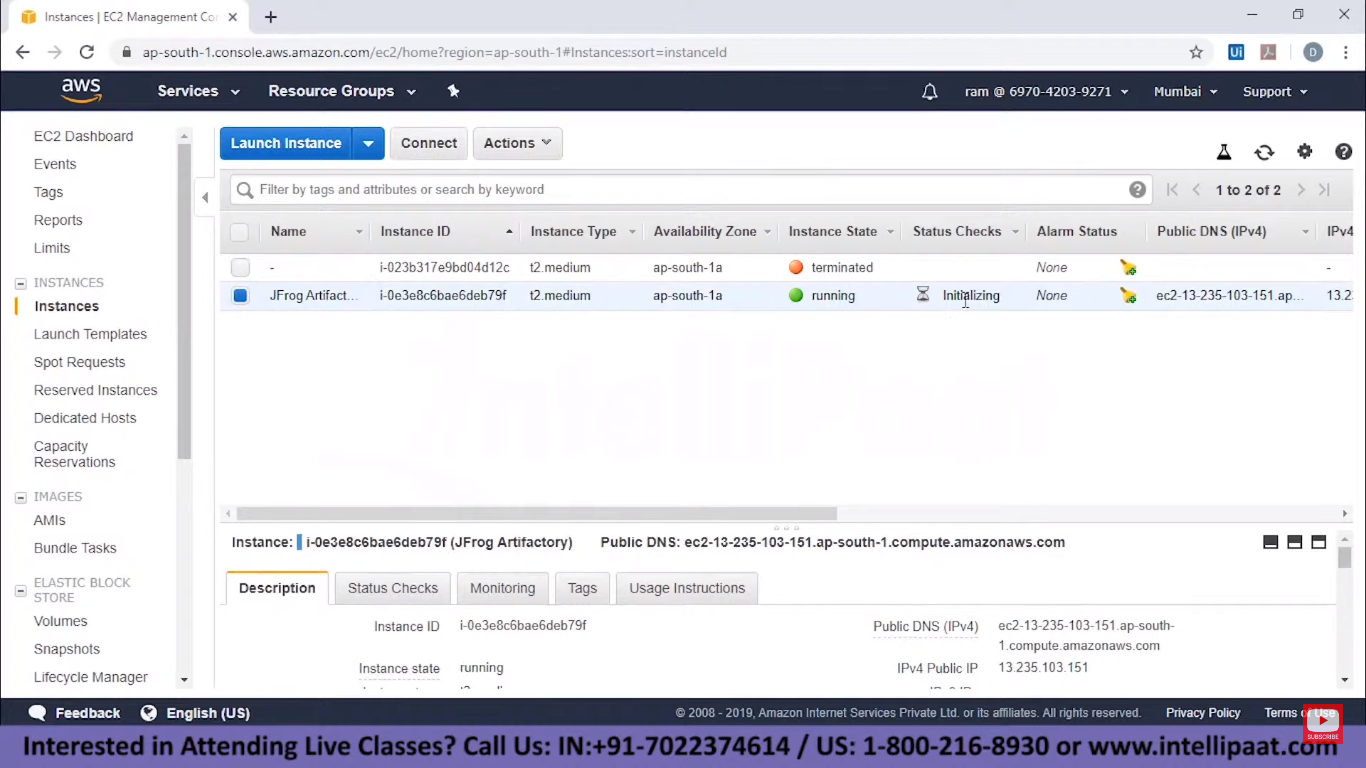 Instances | EC2 Management Co
ap-south-1.console.aws.amazon.com/ec2/home?region=ap-south-1#Instances:sort=instanceId
Ui
D
aws
Services
Resource Groups
ram @ 6970-4203-9271
Mumbai
Support
EC2 Dashboard
Events
Tags
Reports
Limits
INSTANCES
Instances
Launch Templates
Spot Requests
Reserved Instances
Dedicated Hosts
Capacity
Reservations
IMAGES
AMIs
Bundle Tasks
ELASTIC BLOCK
STORE
Volumes
Snapshots
Lifecycle Manager
Launch Instance
Connect
Actions
Filter by tags and attributes or search by keyword
1 to 2 of 2
Name Instance ID Instance Type Availability Zone Instance State Status Checks Alarm Status Public DNS (IPv4) IPv4
- i-023b317e9bd04d12c t2.medium ap-south-1a terminated None -
JFrog Artifact... i-0e3e8c6bae6deb79f t2.medium ap-south-1a running Initializing None ec2-13-235-103-151.ap... 13.2
Intellipaat
Instance: i-0e3e8c6bae6deb79f (JFrog Artifactory) Public DNS: ec2-13-235-103-151.ap-south-1.compute.amazonaws.com
Description Status Checks Monitoring Tags Usage Instructions
Instance ID i-0e3e8c6bae6deb79f
Public DNS (IPv4) ec2-13-235-103-151.ap-south-
1.compute.amazonaws.com
Instance state running
IPv4 Public IP 13.235.103.151
Feedback
English (US)
© 2008 - 2019, Amazon Internet Services Private Ltd. or its affiliates. All rights reserved.
Privacy Policy
Terms of Use
SUBSCRIBE
Interested in Attending Live Classes? Call Us: IN:+91-7022374614 / US: 1-800-216-8930 or www.intellipaat.com